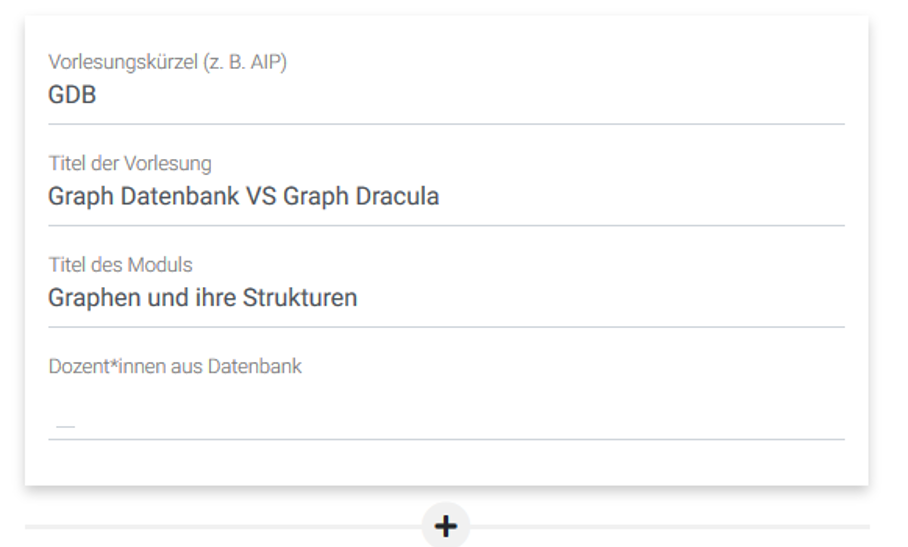 Vorlesungskürzel (z. B. AIP)
GDB
Titel der Vorlesung
Graph Datenbank VS Graph Dracula
Titel des Moduls
Graphen und ihre Strukturen
Dozent*innen aus Datenbank